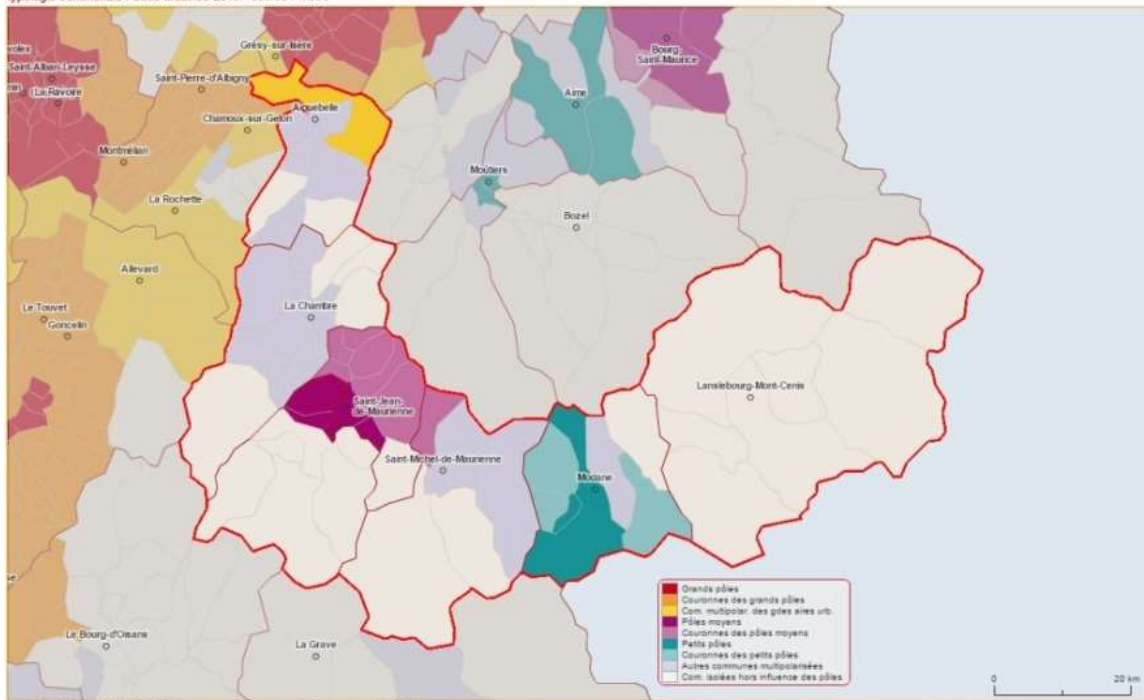 Grésy-sur-Isère
Bourg
Saint-Maurice
Saint-Alban-Leysse
La Ravoire
Saint-Pierre-d'Albigny
Aime
Aiguebelle
Chamoux-sur-Gelon
Montmélian
Moûtiers
La Rochette
Bozel
Allevard
Le Touvet
Goncelin
La Chambre
Lanslebourg-Mont-Cenis
Saint-Jean
de-Maurienne
Saint-Michel-de-Maurienne
Modane
Le Bourg-d'Oisans
La Grave
Grands pôles
Couronnes des grands pôles
Com. multipolar. des gdes aires urb.
Pôles moyens
Couronnes des pôles moyens
Petits pôles
Couronnes des petits pôles
Autres communes multipolarisées
Com. isolées hors influence des pôles
0
20 km